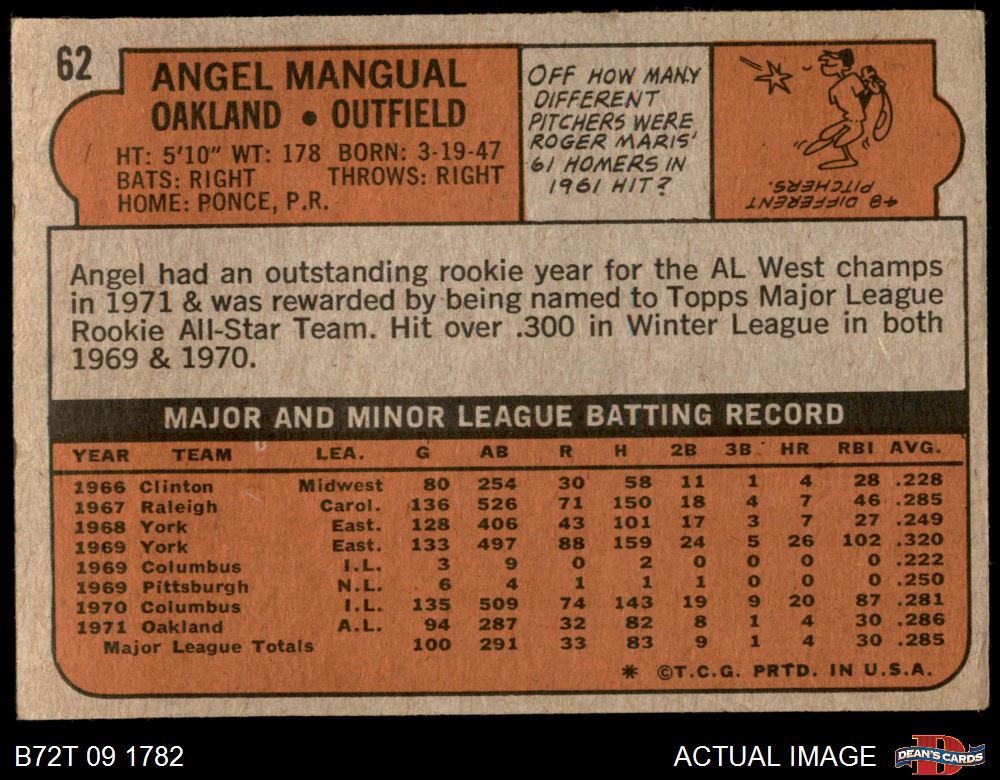 62
ANGEL MANGUAL
OAKLAND • OUTFIELD
HT: 5'10" WT: 178 BORN: 3-19-47
BATS: RIGHT THROWS: RIGHT
HOME: PONCE, P.R.
OFF HOW MANY
DIFFERENT
PITCHERS WERE
ROGER MARIS'
61 HOMERS IN
1961 HIT?
48 DIFFERENT
PITCHERS.
Angel had an outstanding rookie year for the AL West champs
in 1971 & was rewarded by being named to Topps Major League
Rookie All-Star Team. Hit over .300 in Winter League in both
1969 & 1970.
MAJOR AND MINOR LEAGUE BATTING RECORD
YEAR TEAM LEA. G AB R H 2B 3B HR RBI AVG.
1966 Clinton Midwest 80 254 30 58 11 1 4 28 .228
1967 Raleigh Carol. 136 526 71 150 18 4 7 46 .285
1968 York East. 128 406 43 101 17 3 7 27 .249
1969 York East. 133 497 88 159 24 5 26 102 .320
1969 Columbus I.L. 3 9 0 2 0 0 0 0 .222
1969 Pittsburgh N.L. 6 4 1 1 1 0 0 0 .250
1970 Columbus I.L. 135 509 74 143 19 9 20 87 .281
1971 Oakland A.L. 94 287 32 82 8 1 4 30 .286
Major League Totals 100 291 33 83 9 1 4 30 .285
* ©T.C.G. PRTD. IN U.S.A.
B72T 09 1782
ACTUAL IMAGE
D
DEAN'S CARDS